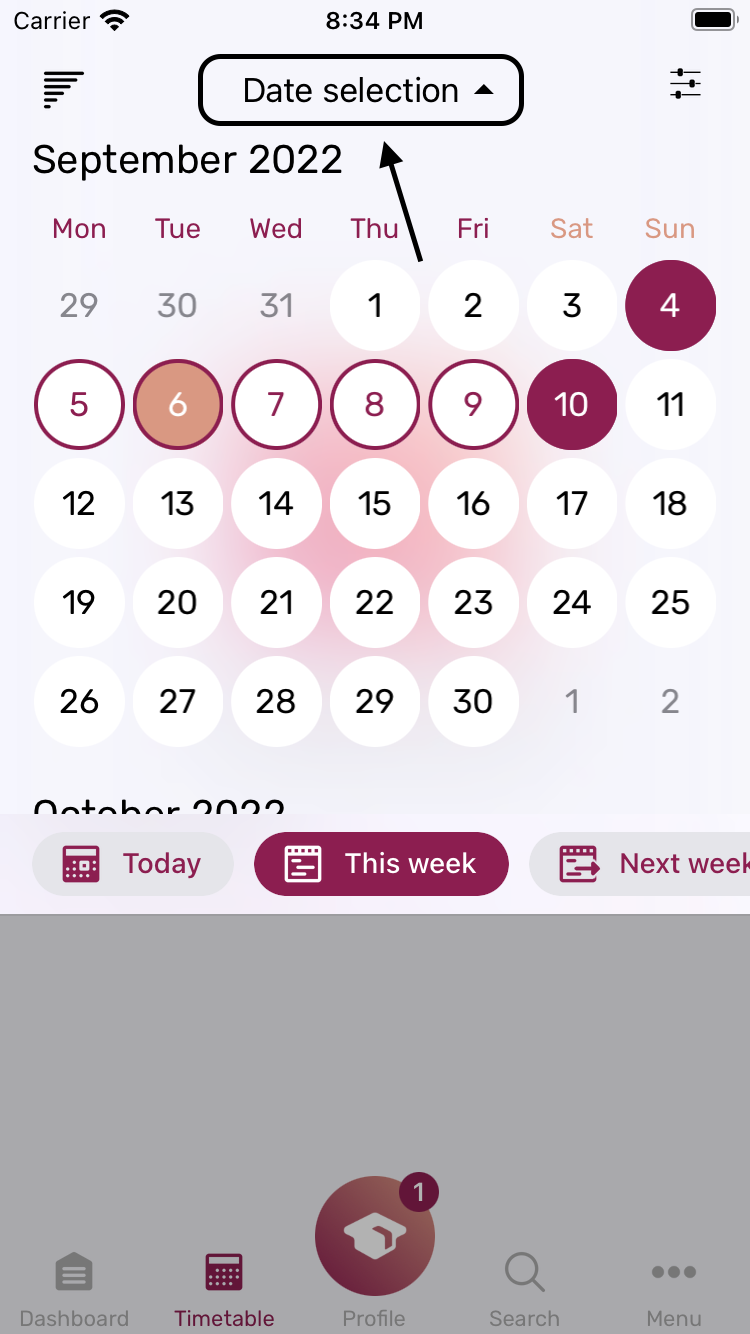 Carrier 8:34 PM
Date selection
September 2022
Mon Tue Wed Thu Fri Sat Sun
29 30 31 1 2 3 4
5 6 7 8 9 10 11
12 13 14 15 16 17 18
19 20 21 22 23 24 25
26 27 28 29 30 1 2
October 2022
Today This week Next week
1
Dashboard Timetable Profile Search Menu